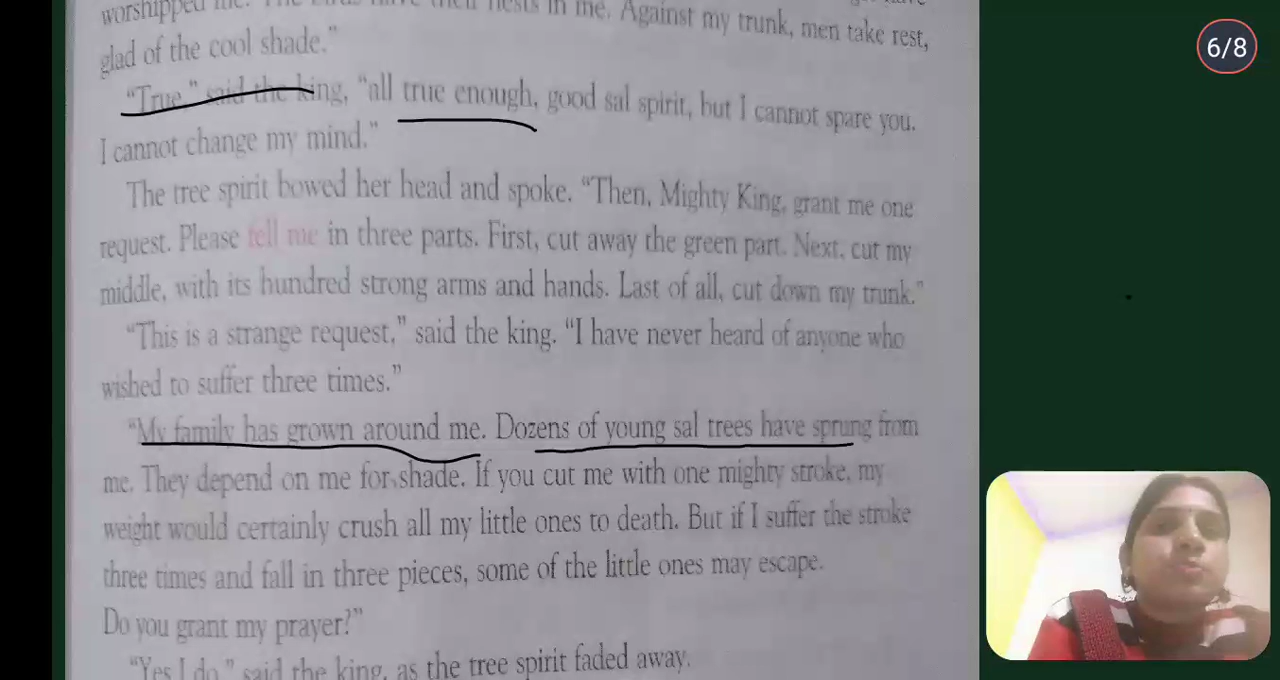 worshipped me. The birds have their nests in me. Against my trunk, men take rest,
glad of the cool shade."
"True," said the king, "all true enough, good sal spirit, but I cannot spare you.
I cannot change my mind."
The tree spirit bowed her head and spoke. "Then, Mighty King, grant me one
request. Please fell me in three parts. First, cut away the green part. Next, cut my
middle, with its hundred strong arms and hands. Last of all, cut down my trunk."
"This is a strange request," said the king. "I have never heard of anyone who
wished to suffer three times."
"My family has grown around me. Dozens of young sal trees have sprung from
me. They depend on me for shade. If you cut me with one mighty stroke, my
weight would certainly crush all my little ones to death. But if I suffer the stroke
three times and fall in three pieces, some of the little ones may escape.
Do you grant my prayer?"
"Yes I do," said the king, as the tree spirit faded away.
6/8